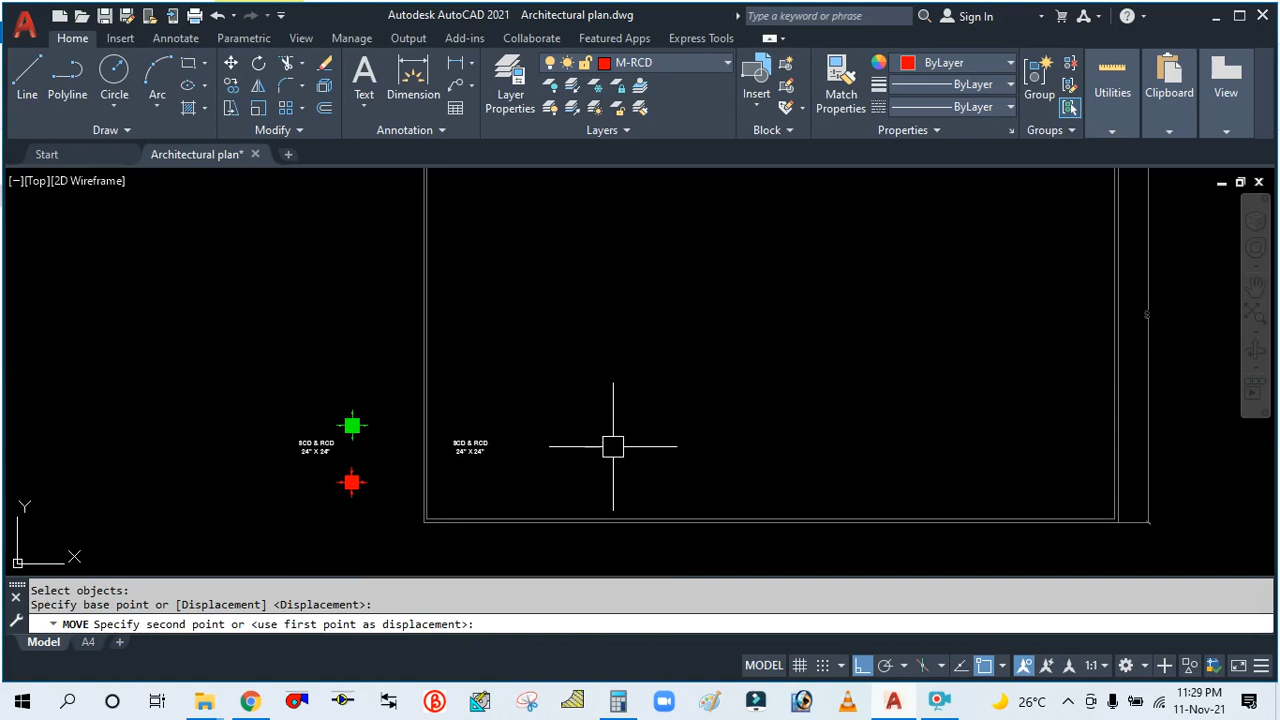 Autodesk AutoCAD 2021 Architectural plan.dwg
Type a keyword or phrase
Sign In
Home Insert Annotate Parametric View Manage Output Add-ins Collaborate Featured Apps Express Tools
M-RCD
ByLayer
ByLayer
ByLayer
Line Polyline Circle Arc
Text Dimension
Layer Properties
Insert
Match Properties
Group
Utilities
Clipboard
View
Draw Modify Annotation Layers Block Properties Groups
Start Architectural plan*
[−][Top][2D Wireframe]
SCD & RCD
24" X 24"
SCD & RCD
24" X 24"
Y
X
Select objects:
Specify base point or [Displacement] <Displacement>:
MOVE Specify second point or <use first point as displacement>:
Model A4
MODEL 1:1
26°C
11:29 PM
11-Nov-21